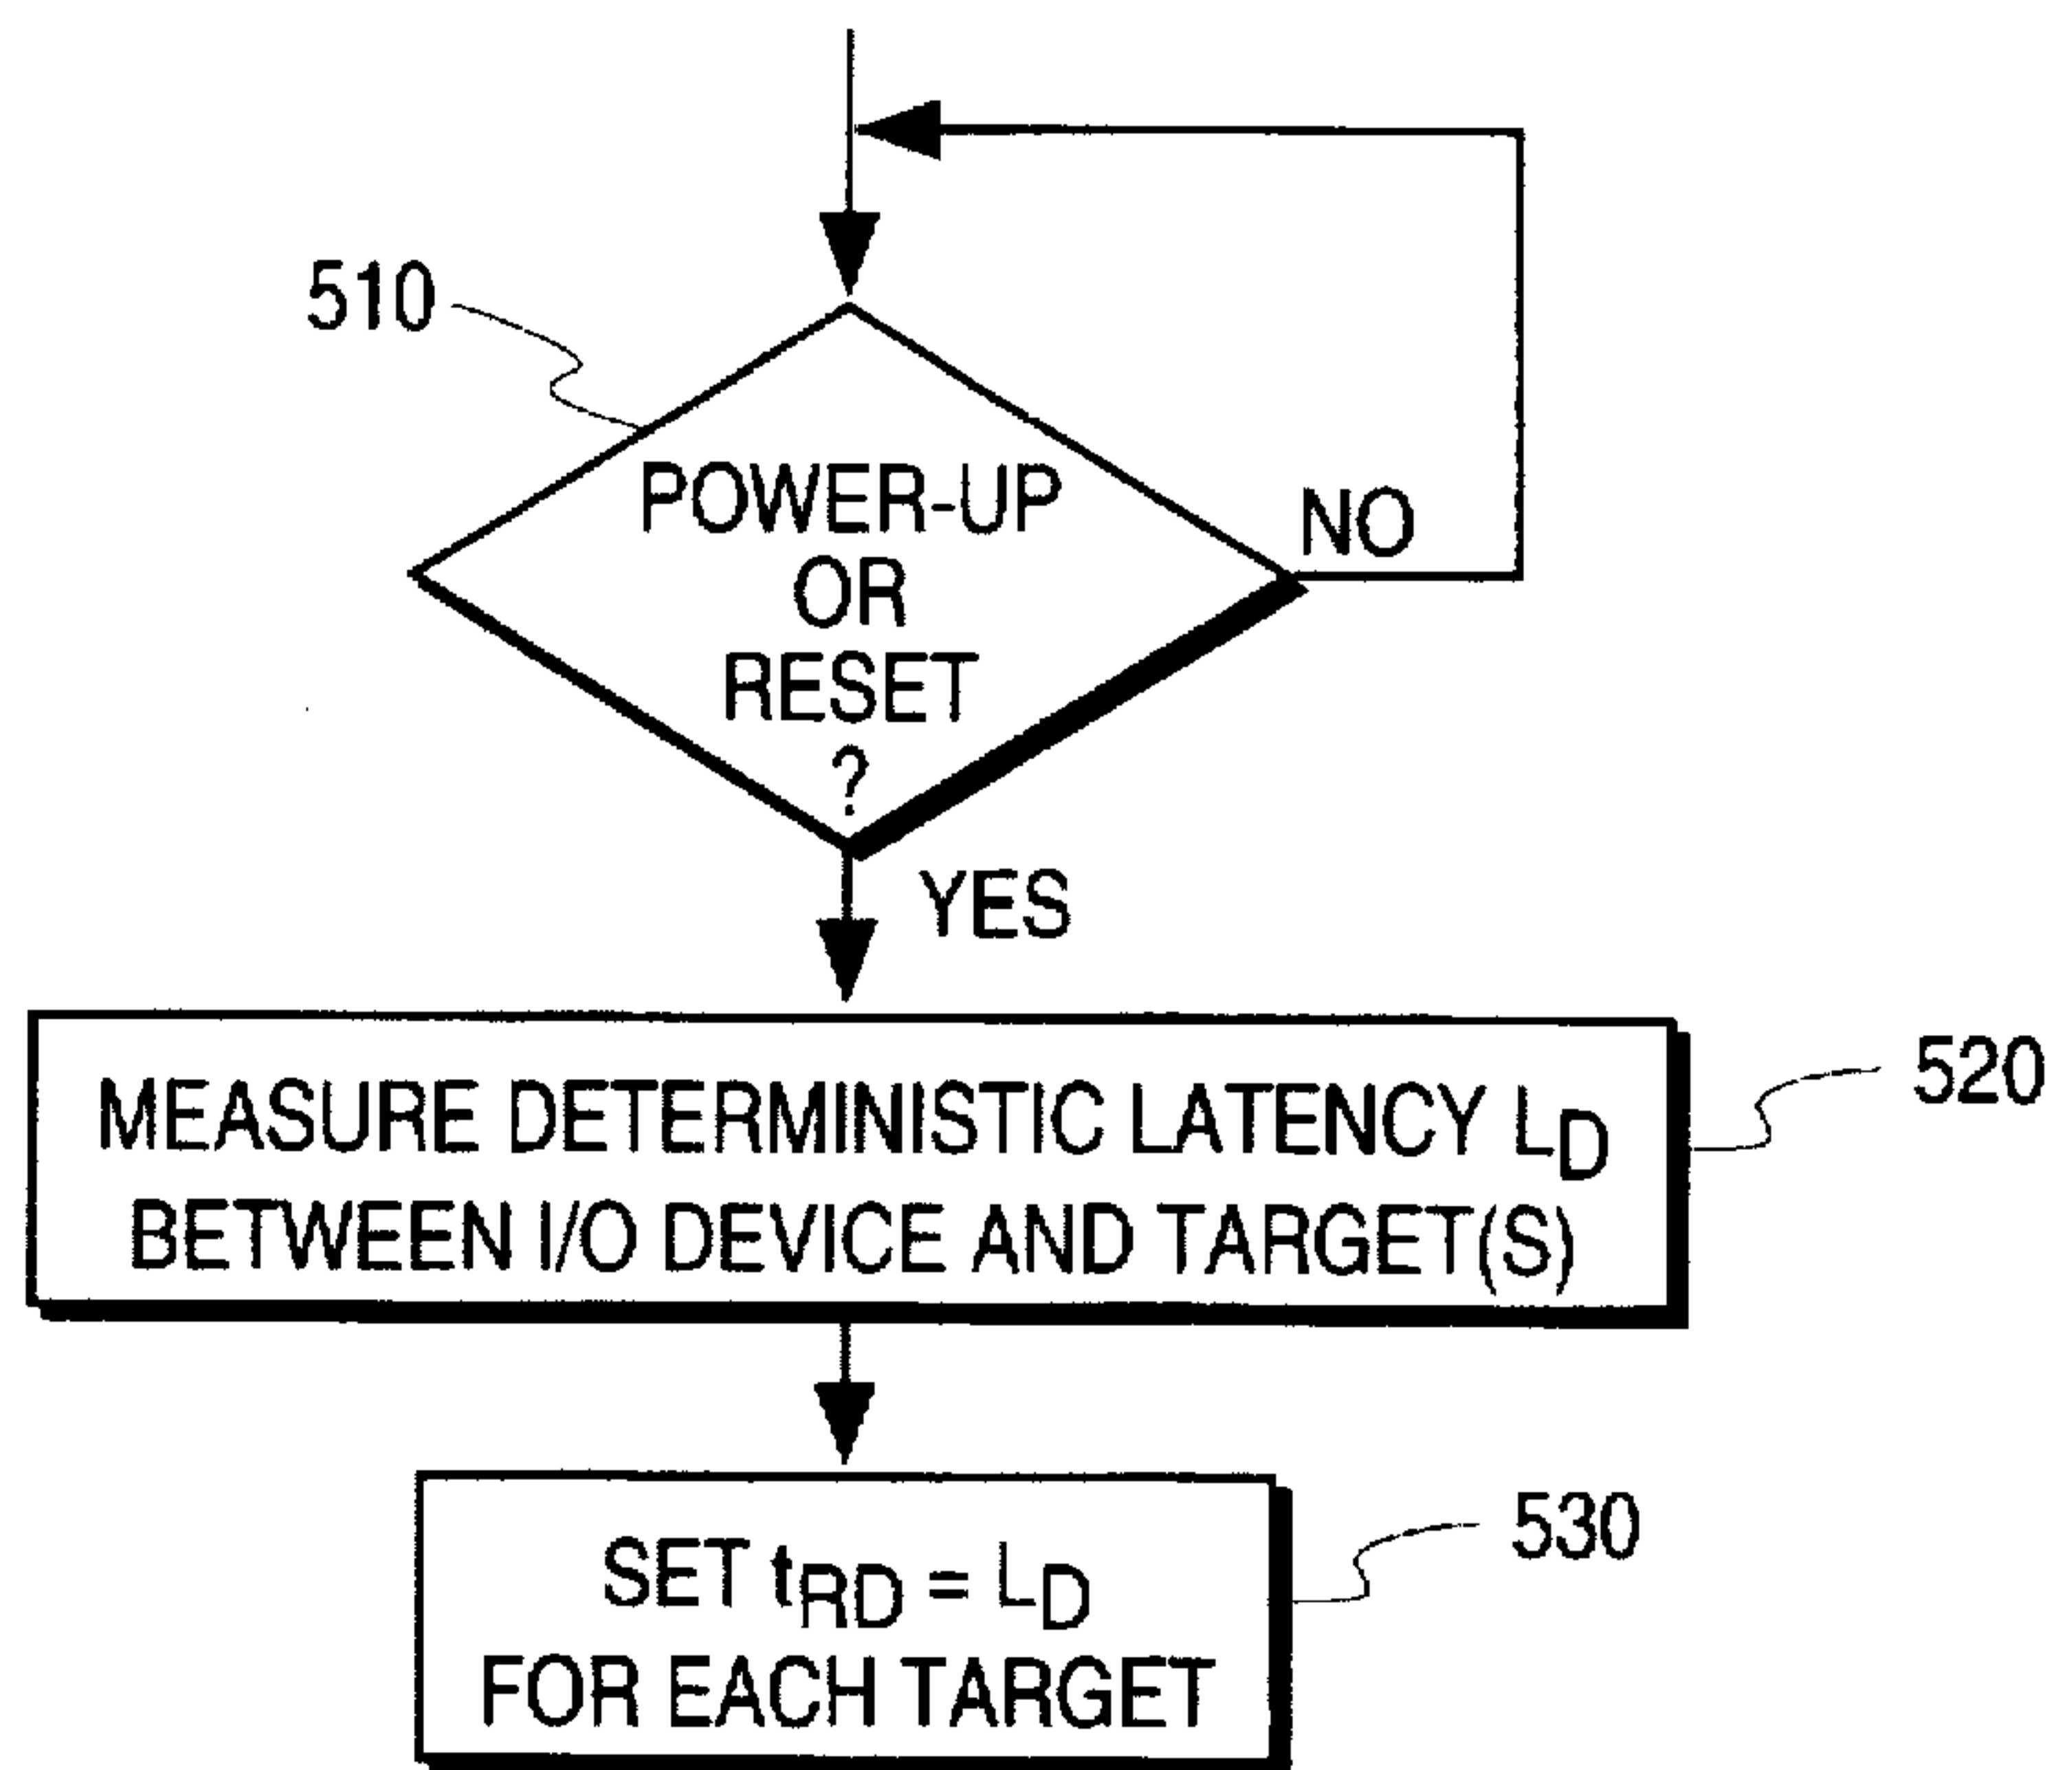 510
POWER-UP
OR
RESET
?
NO
YES
MEASURE DETERMINISTIC LATENCY LD
BETWEEN I/O DEVICE AND TARGET(S)
520
SET tRD = LD
FOR EACH TARGET
530